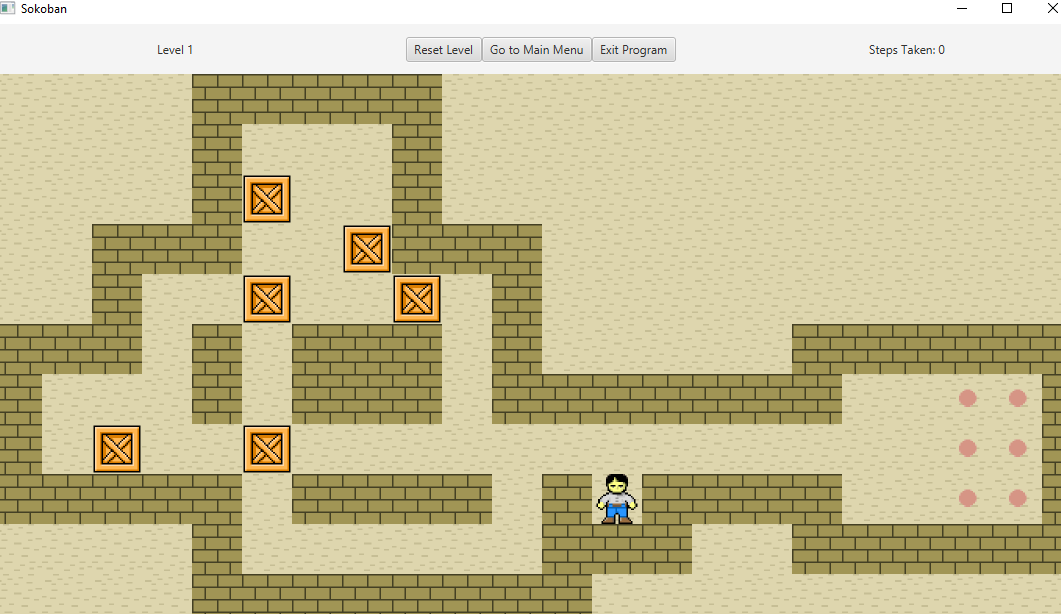 Sokoban
Level 1
Reset Level
Go to Main Menu
Exit Program
Steps Taken: 0